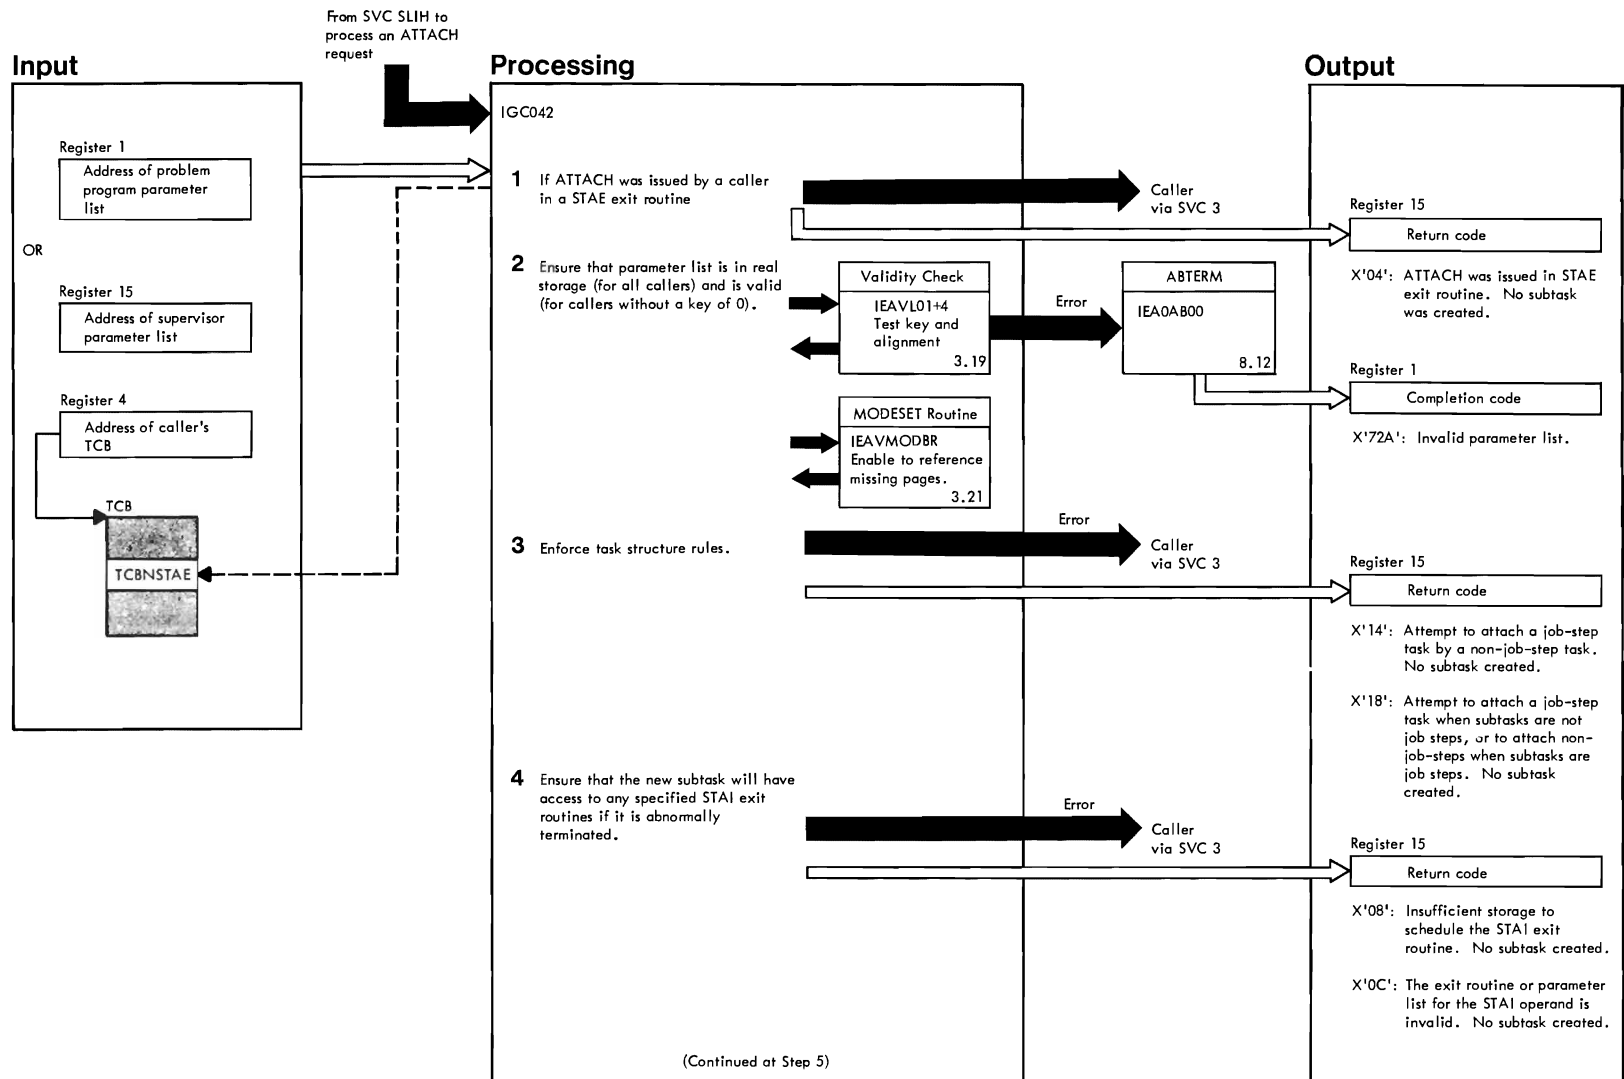 From SVC SLIH to
process an ATTACH
request
Input
Processing
Output
Register 1
Address of problem
program parameter
list
OR
Register 15
Address of supervisor
parameter list
Register 4
Address of caller's
TCB
TCB
TCBNSTAE
IGC042
1 If ATTACH was issued by a caller
in a STAE exit routine
Caller
via SVC 3
Register 15
Return code
X'04': ATTACH was issued in STAE
exit routine. No subtask
was created.
2 Ensure that parameter list is in real
storage (for all callers) and is valid
(for callers without a key of 0).
Validity Check
IEAVL01+4
Test key and
alignment
3.19
Error
ABTERM
IEA0AB00
8.12
Register 1
Completion code
X'72A': Invalid parameter list.
MODESET Routine
IEAVMODBR
Enable to reference
missing pages.
3.21
3 Enforce task structure rules.
Error
Caller
via SVC 3
Register 15
Return code
X'14': Attempt to attach a job-step
task by a non-job-step task.
No subtask created.
X'18': Attempt to attach a job-step
task when subtasks are not
job steps, or to attach non-
job-steps when subtasks are
job steps. No subtask
created.
4 Ensure that the new subtask will have
access to any specified STAI exit
routines if it is abnormally
terminated.
Error
Caller
via SVC 3
Register 15
Return code
X'08': Insufficient storage to
schedule the STAI exit
routine. No subtask created.
X'0C': The exit routine or parameter
list for the STAI operand is
invalid. No subtask created.
(Continued at Step 5)